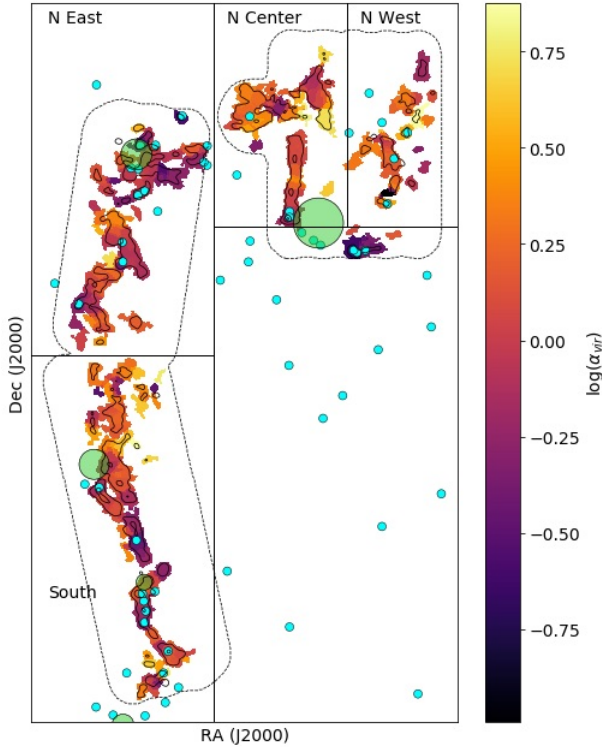 N East
N Center
N West
South
Dec (J2000)
RA (J2000)
0.75
0.50
0.25
0.00
−0.25
−0.50
−0.75
log(α_vir)